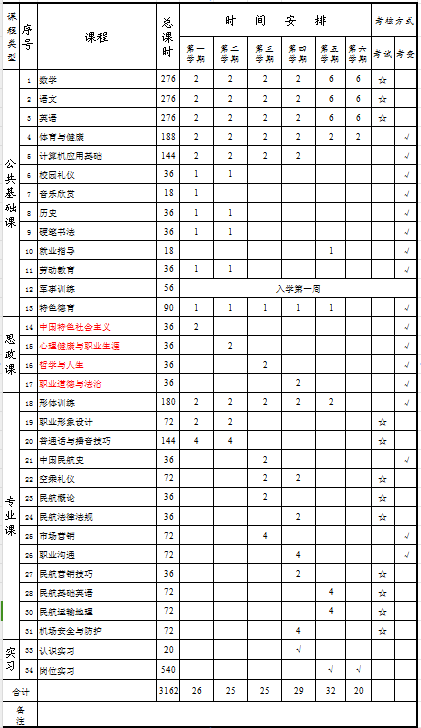 课程类型 序号 课程 总课时 时间安排 考核方式
第一学期 第二学期 第三学期 第四学期 第五学期 第六学期 考试 考查
公共基础课
1 数学 276 2 2 2 2 6 6 ☆
2 语文 276 2 2 2 2 6 6 ☆
3 英语 276 2 2 2 2 6 6 ☆
4 体育与健康 188 2 2 2 2 2 2 √
5 计算机应用基础 144 2 2 2 2 √
6 校园礼仪 36 1 1 √
7 音乐欣赏 18 1 √
8 历史 36 1 1 √
9 硬笔书法 36 1 1 √
10 就业指导 18 1 √
11 劳动教育 36 1 1 √
12 军事训练 56 入学第一周
13 特色德育 90 1 1 1 1 1 √
思政课
14 中国特色社会主义 36 2 √
15 心理健康与职业生涯 36 2 √
16 哲学与人生 36 2 √
17 职业道德与法治 36 2 √
专业课
18 形体训练 180 2 2 2 2 2 √
19 职业形象设计 72 2 2 ☆
20 普通话与播音技巧 144 4 4 ☆
21 中国民航史 36 2 √
22 空乘礼仪 72 2 2 ☆
23 民航概论 36 2 ☆
24 民航法律法规 36 2 ☆
25 市场营销 72 4 √
26 职业沟通 72 4 √
27 民航营销技巧 36 2 ☆
28 民航基础英语 72 4 ☆
30 民航运输地理 72 4 ☆
31 机场安全与防护 72 4 ☆
实习
33 认识实习 20 √
34 岗位实习 540 √ √
合计 3162 26 25 25 29 32 20
备注